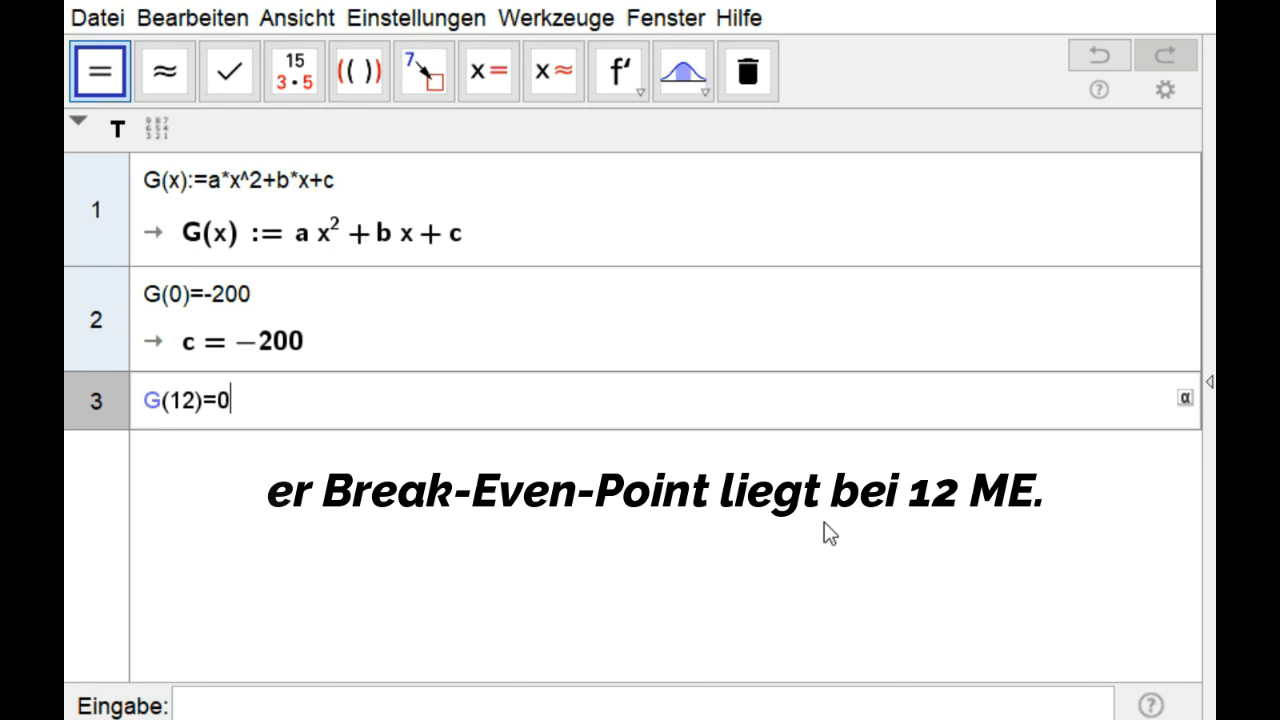 Datei Bearbeiten Ansicht Einstellungen Werkzeuge Fenster Hilfe
= ≈ ✓ 15 3·5 (( )) 7 x= x≈ f′
T
1
G(x):=a*x^2+b*x+c
→ G(x) := a x² + b x + c
2
G(0)=-200
→ c = −200
3
G(12)=0
α
er Break-Even-Point liegt bei 12 ME.
Eingabe: